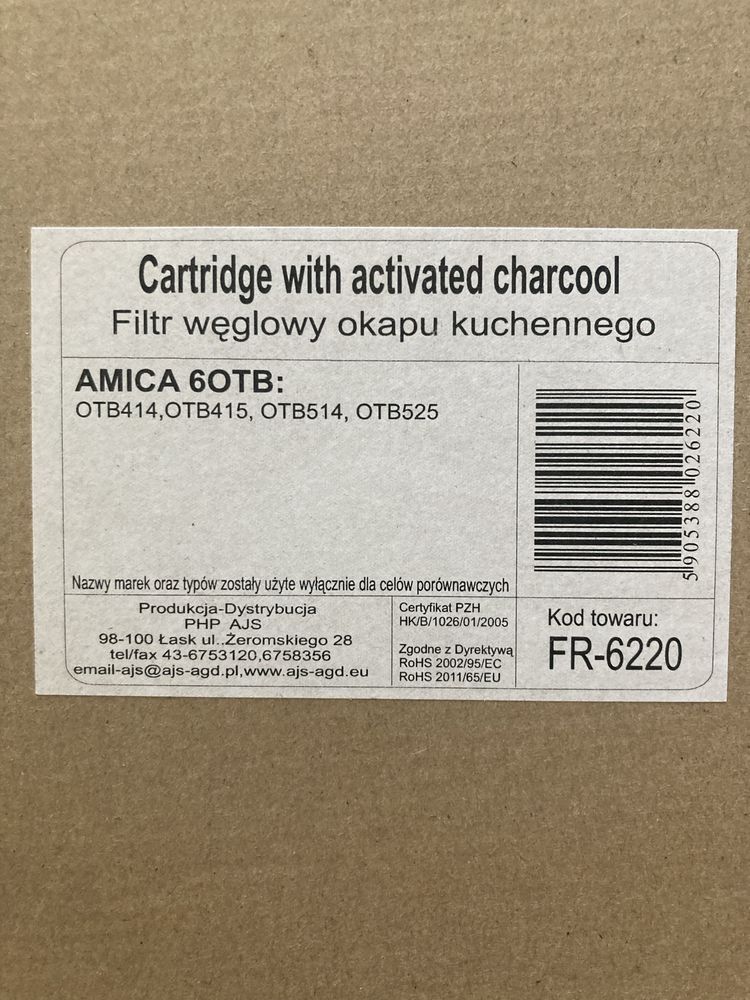 Cartridge with activated charcool
Filtr węglowy okapu kuchennego
AMICA 6OTB:
OTB414,OTB415, OTB514, OTB525
Nazwy marek oraz typów zostały użyte wyłącznie dla celów porównawczych
5905388026220
Produkcja-Dystrybucja
PHP AJS
98-100 Łask ul..Żeromskiego 28
tel/fax 43-6753120,6758356
email-ajs@ajs-agd.pl,www.ajs-agd.eu
Certyfikat PZH
HK/B/1026/01/2005
Zgodne z Dyrektywą
RoHS 2002/95/EC
RoHS 2011/65/EU
Kod towaru:
FR-6220